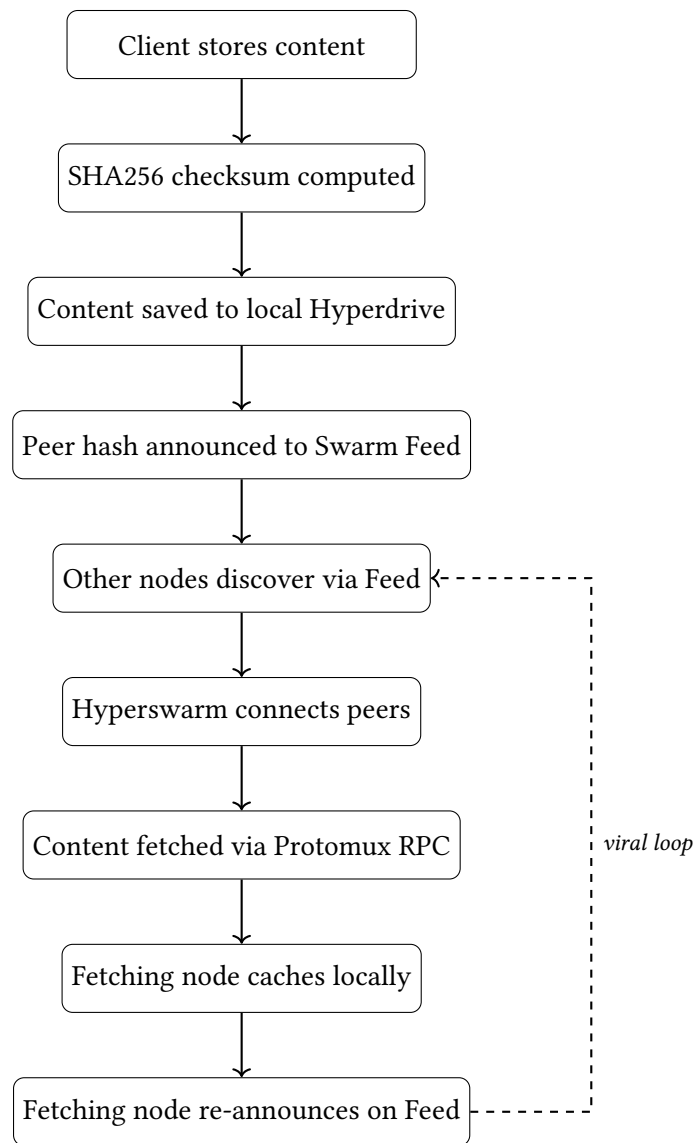 Client stores content
SHA256 checksum computed
Content saved to local Hyperdrive
Peer hash announced to Swarm Feed
Other nodes discover via Feed
Hyperswarm connects peers
Content fetched via Protomux RPC
viral loop
Fetching node caches locally
Fetching node re-announces on Feed